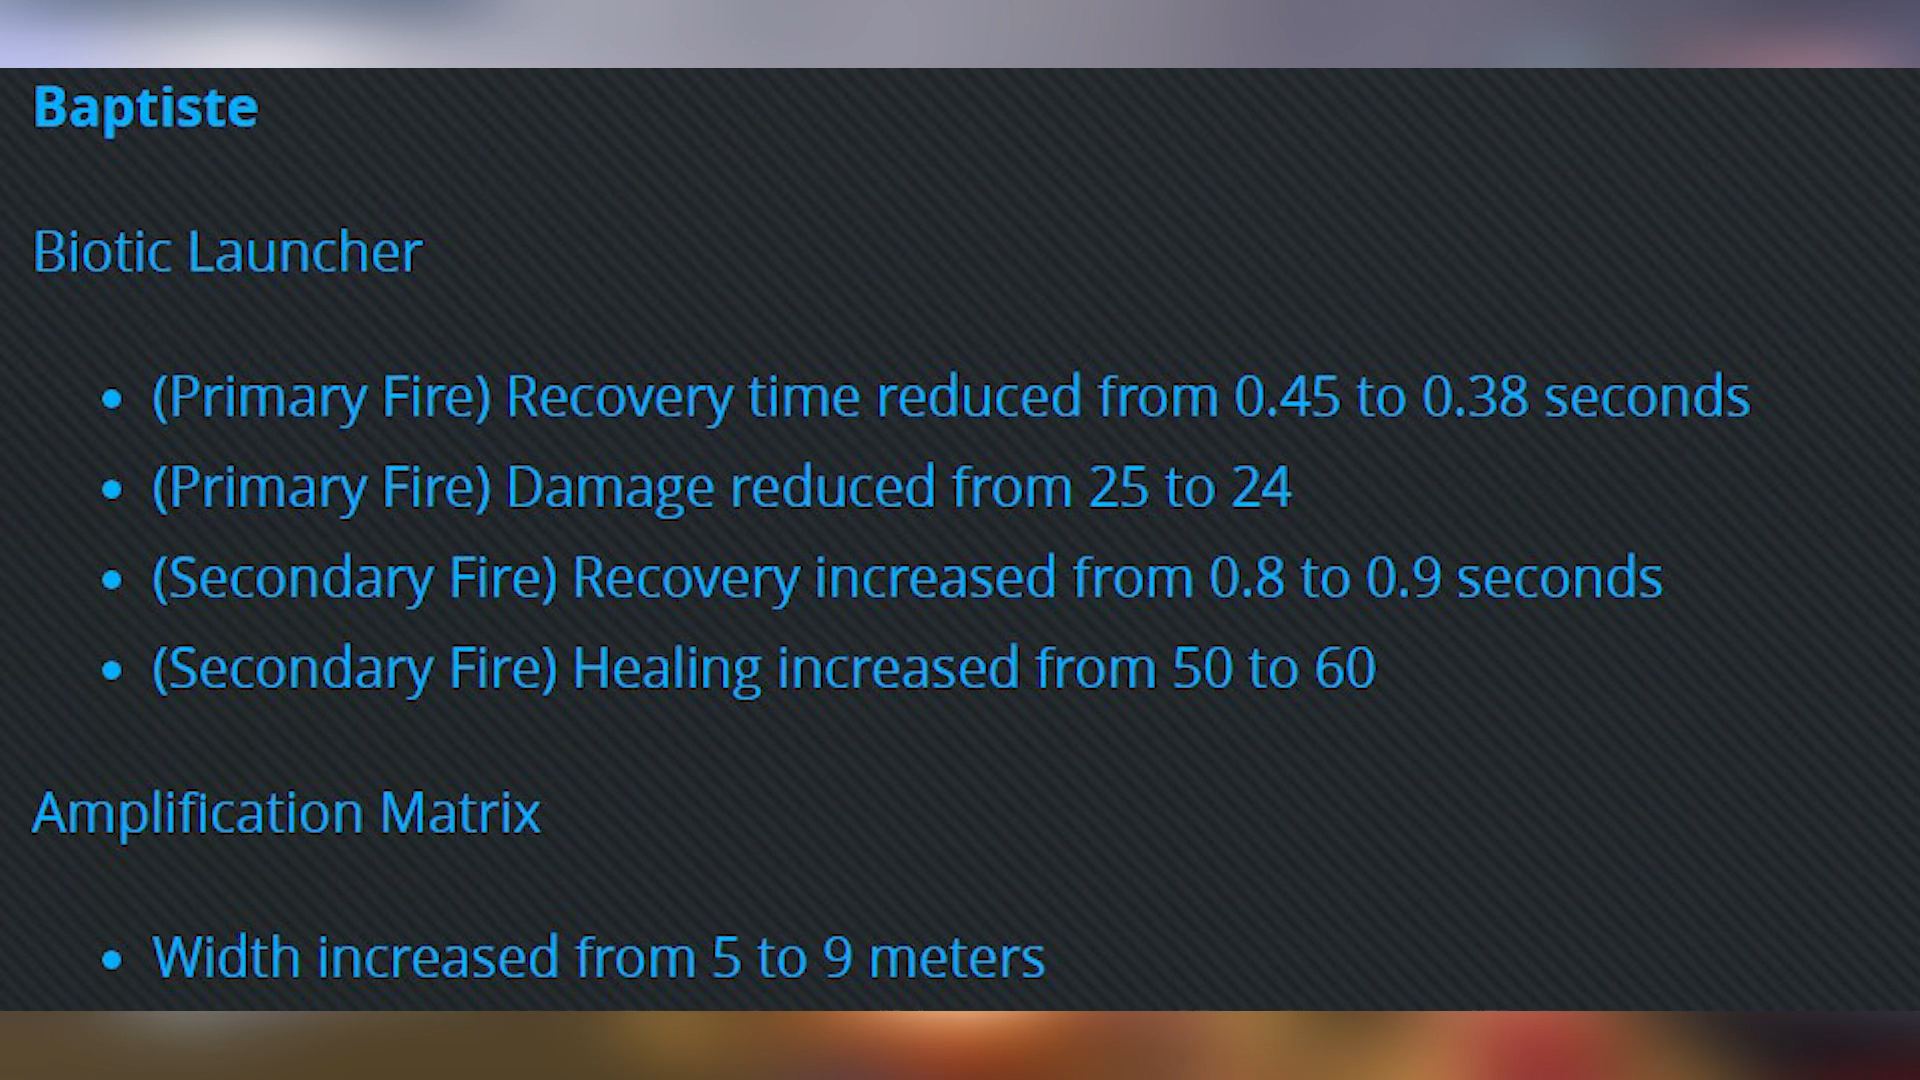 Baptiste
Biotic Launcher
• (Primary Fire) Recovery time reduced from 0.45 to 0.38 seconds
• (Primary Fire) Damage reduced from 25 to 24
• (Secondary Fire) Recovery increased from 0.8 to 0.9 seconds
• (Secondary Fire) Healing increased from 50 to 60
Amplification Matrix
• Width increased from 5 to 9 meters